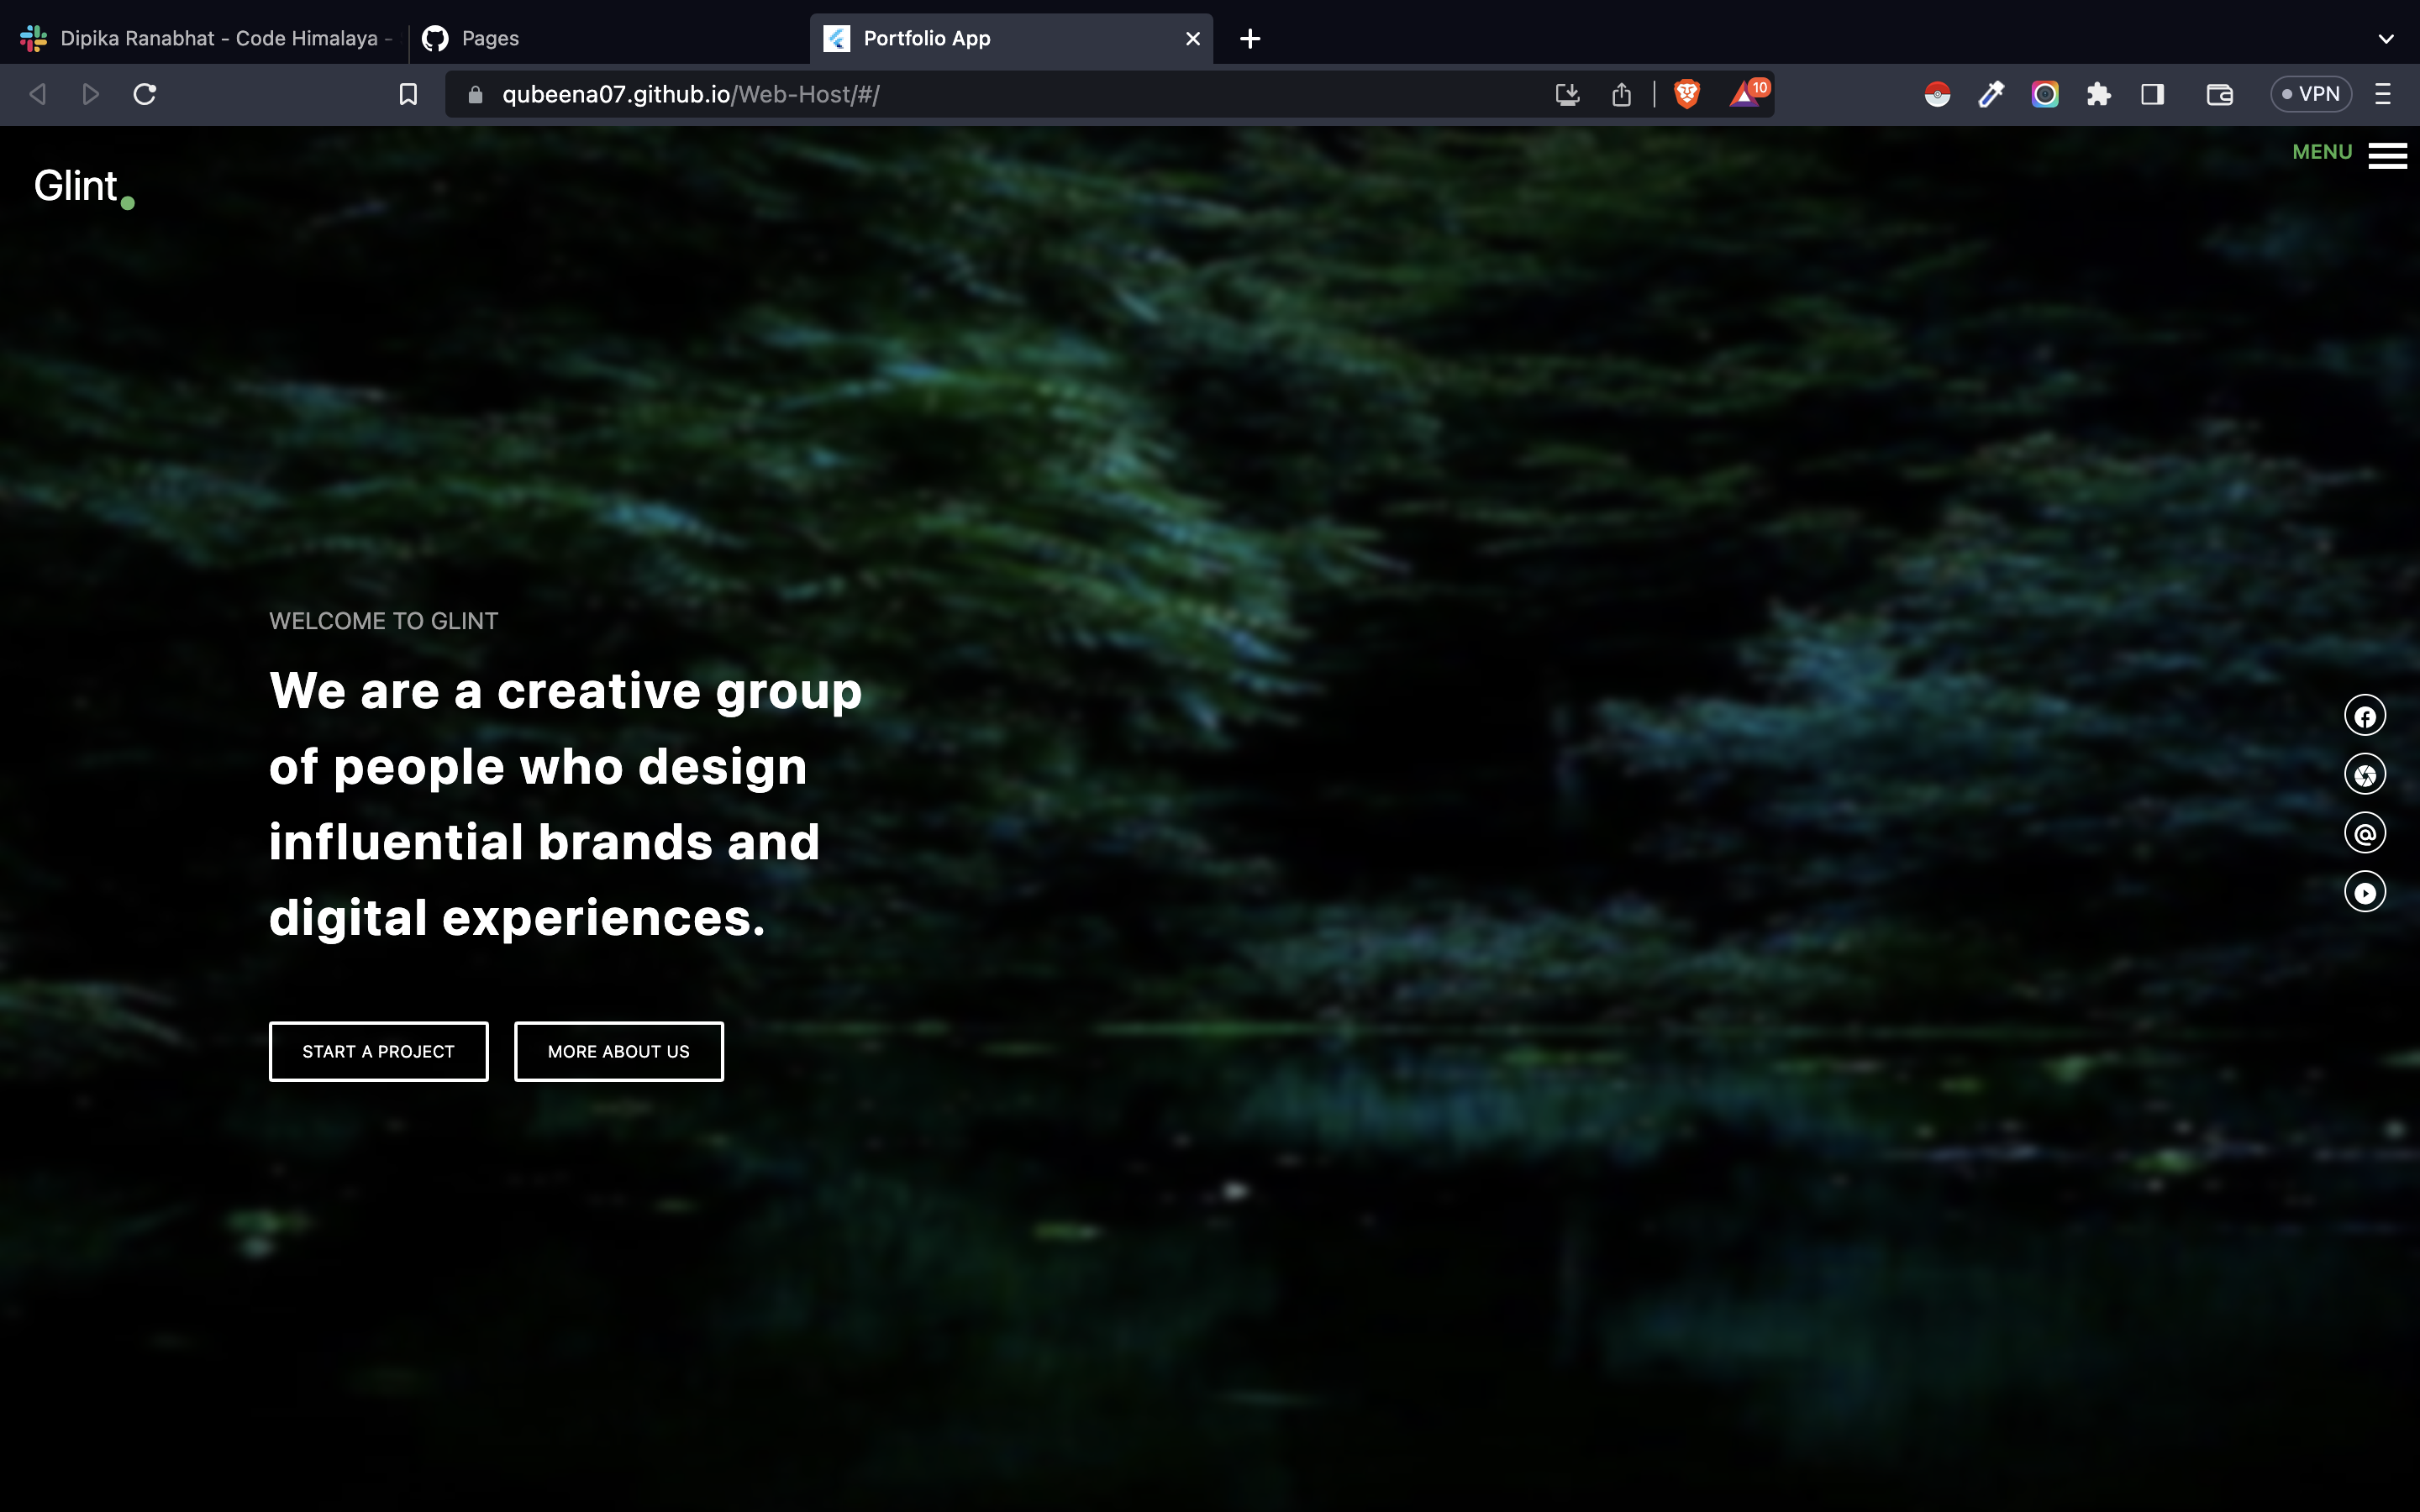 Dipika Ranabhat - Code Himalaya -
Pages
Portfolio App
qubeena07.github.io/Web-Host/#/
10
VPN
MENU
Glint.
WELCOME TO GLINT
We are a creative group
of people who design
influential brands and
digital experiences.
START A PROJECT
MORE ABOUT US